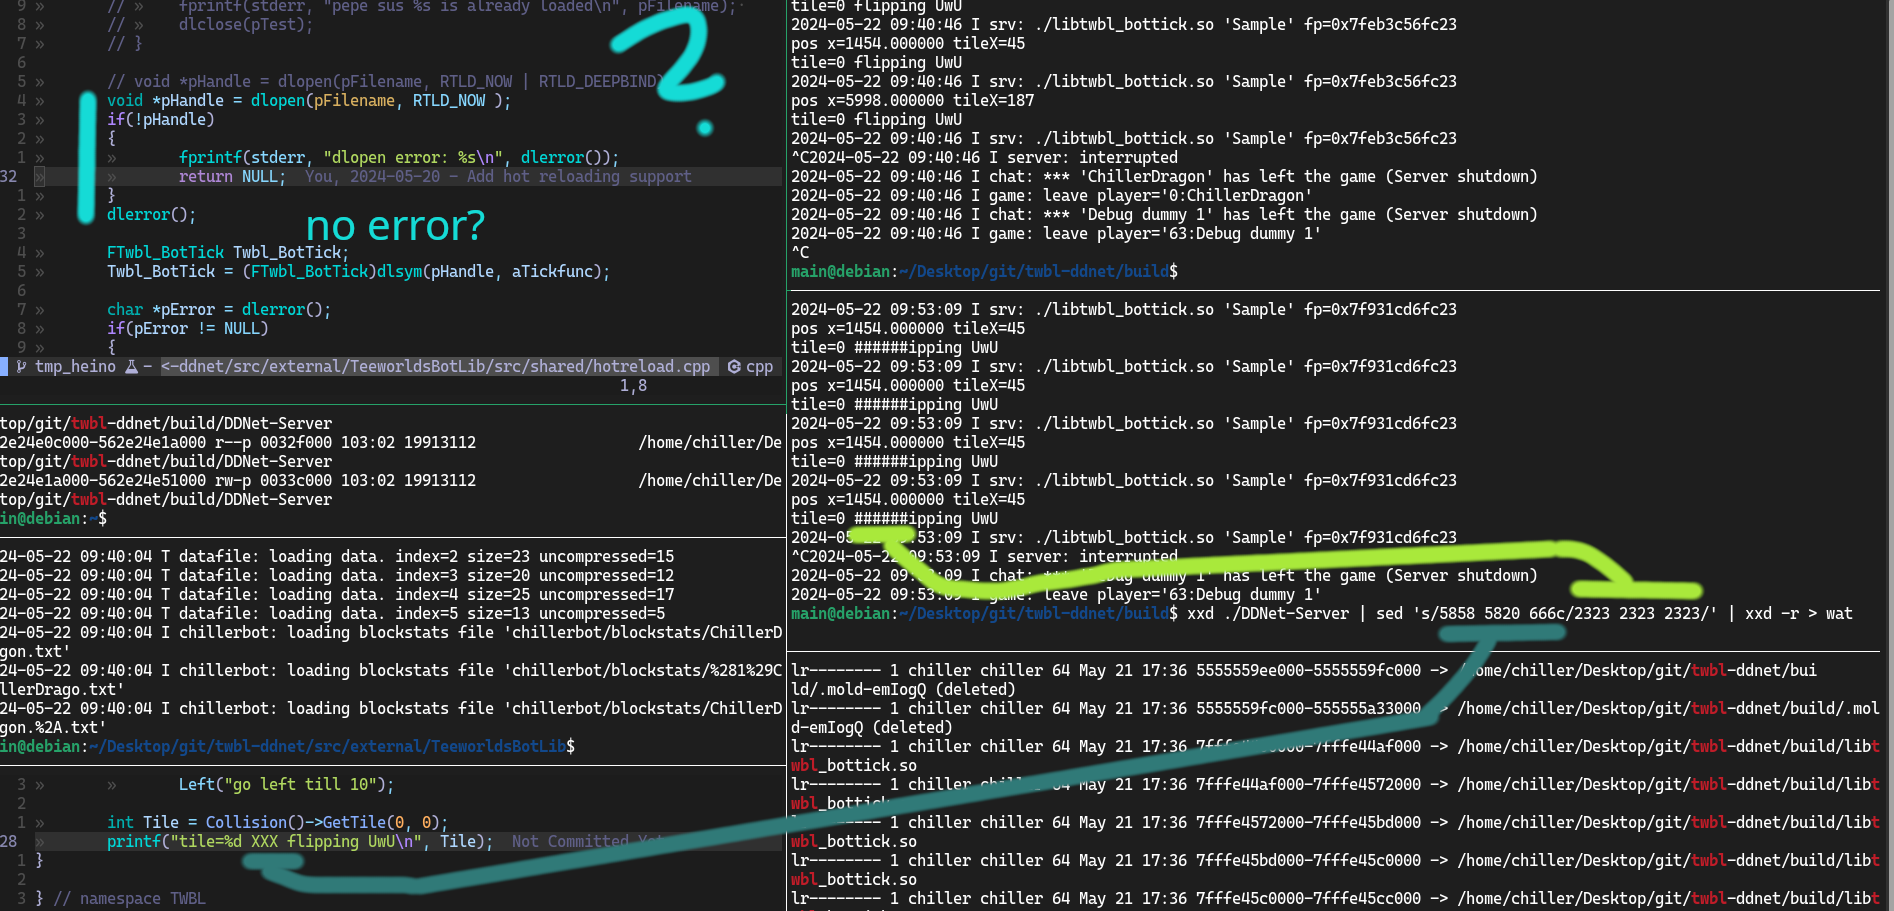 9 » // » fprintf(stderr, "pepe sus %s is already loaded\n", pFilename);
8 » // » dlclose(pTest);
7 » // }
6
5 » // void *pHandle = dlopen(pFilename, RTLD_NOW | RTLD_DEEPBIND)
4 » void *pHandle = dlopen(pFilename, RTLD_NOW );
3 » if(!pHandle)
2 » {
1 » » fprintf(stderr, "dlopen error: %s\n", dlerror());
32 » » return NULL; You, 2024-05-20 - Add hot reloading support
1 » }
2 » dlerror();
3
4 » FTwbl_BotTick Twbl_BotTick;
5 » Twbl_BotTick = (FTwbl_BotTick)dlsym(pHandle, aTickfunc);
6
7 » char *pError = dlerror();
8 » if(pError != NULL)
9 » {
?
no error?
tmp_heino - <-ddnet/src/external/TeeworldsBotLib/src/shared/hotreload.cpp cpp
1,8
top/git/twbl-ddnet/build/DDNet-Server
2e24e0c000-562e24e1a000 r--p 0032f000 103:02 19913112 /home/chiller/De
top/git/twbl-ddnet/build/DDNet-Server
2e24e1a000-562e24e51000 rw-p 0033c000 103:02 19913112 /home/chiller/De
top/git/twbl-ddnet/build/DDNet-Server
in@debian:~$
24-05-22 09:40:04 T datafile: loading data. index=2 size=23 uncompressed=15
24-05-22 09:40:04 T datafile: loading data. index=3 size=20 uncompressed=12
24-05-22 09:40:04 T datafile: loading data. index=4 size=25 uncompressed=17
24-05-22 09:40:04 T datafile: loading data. index=5 size=13 uncompressed=5
24-05-22 09:40:04 I chillerbot: loading blockstats file 'chillerbot/blockstats/ChillerD
gon.txt'
24-05-22 09:40:04 I chillerbot: loading blockstats file 'chillerbot/blockstats/%281%29C
llerDrago.txt'
24-05-22 09:40:04 I chillerbot: loading blockstats file 'chillerbot/blockstats/ChillerD
gon.%2A.txt'
in@debian:~/Desktop/git/twbl-ddnet/src/external/TeeworldsBotLib$
3 » » Left("go left till 10");
2
1 » int Tile = Collision()->GetTile(0, 0);
28 » printf("tile=%d XXX flipping UwU\n", Tile); Not Committed Yet
1 }
2
3 } // namespace TWBL
tile=0 flipping UwU
2024-05-22 09:40:46 I srv: ./libtwbl_bottick.so 'Sample' fp=0x7feb3c56fc23
pos x=1454.000000 tileX=45
tile=0 flipping UwU
2024-05-22 09:40:46 I srv: ./libtwbl_bottick.so 'Sample' fp=0x7feb3c56fc23
pos x=5998.000000 tileX=187
tile=0 flipping UwU
2024-05-22 09:40:46 I srv: ./libtwbl_bottick.so 'Sample' fp=0x7feb3c56fc23
^C2024-05-22 09:40:46 I server: interrupted
2024-05-22 09:40:46 I chat: *** 'ChillerDragon' has left the game (Server shutdown)
2024-05-22 09:40:46 I game: leave player='0:ChillerDragon'
2024-05-22 09:40:46 I chat: *** 'Debug dummy 1' has left the game (Server shutdown)
2024-05-22 09:40:46 I game: leave player='63:Debug dummy 1'
^C
main@debian:~/Desktop/git/twbl-ddnet/build$
2024-05-22 09:53:09 I srv: ./libtwbl_bottick.so 'Sample' fp=0x7f931cd6fc23
pos x=1454.000000 tileX=45
tile=0 ######ipping UwU
2024-05-22 09:53:09 I srv: ./libtwbl_bottick.so 'Sample' fp=0x7f931cd6fc23
pos x=1454.000000 tileX=45
tile=0 ######ipping UwU
2024-05-22 09:53:09 I srv: ./libtwbl_bottick.so 'Sample' fp=0x7f931cd6fc23
pos x=1454.000000 tileX=45
tile=0 ######ipping UwU
2024-05-22 09:53:09 I srv: ./libtwbl_bottick.so 'Sample' fp=0x7f931cd6fc23
pos x=1454.000000 tileX=45
tile=0 ######ipping UwU
2024-05-22 09:53:09 I srv: ./libtwbl_bottick.so 'Sample' fp=0x7f931cd6fc23
^C2024-05-22 09:53:09 I server: interrupted
2024-05-22 09:53:09 I chat: *** 'Debug dummy 1' has left the game (Server shutdown)
2024-05-22 09:53:09 I game: leave player='63:Debug dummy 1'
main@debian:~/Desktop/git/twbl-ddnet/build$ xxd ./DDNet-Server | sed 's/5858 5820 666c/2323 2323 2323/' | xxd -r > wat
lr-------- 1 chiller chiller 64 May 21 17:36 5555559ee000-5555559fc000 -> /home/chiller/Desktop/git/twbl-ddnet/bui
ld/.mold-emIogQ (deleted)
lr-------- 1 chiller chiller 64 May 21 17:36 5555559fc000-555555a33000 -> /home/chiller/Desktop/git/twbl-ddnet/build/.mol
d-emIogQ (deleted)
lr-------- 1 chiller chiller 64 May 21 17:36 -7fffe44af000 -> /home/chiller/Desktop/git/twbl-ddnet/build/libt
wbl_bottick.so
lr-------- 1 chiller chiller 64 May 21 17:36 7fffe44af000-7fffe4572000 -> /home/chiller/Desktop/git/twbl-ddnet/build/libt
wbl_bottick
lr-------- 1 chiller chiller 64 May 21 17:36 7fffe4572000-7fffe45bd000 -> /home/chiller/Desktop/git/twbl-ddnet/build/libt
wbl_bottick.so
lr-------- 1 chiller chiller 64 May 21 17:36 7fffe45bd000-7fffe45c0000 -> /home/chiller/Desktop/git/twbl-ddnet/build/libt
wbl_bottick.so
lr-------- 1 chiller chiller 64 May 21 17:36 7fffe45c0000-7fffe45cc000 -> /home/chiller/Desktop/git/twbl-ddnet/build/libt